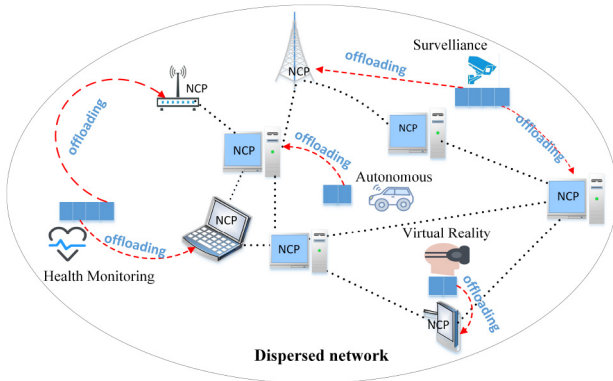 Survelliance
offloading
NCP
NCP
offloading
NCP
offloading
NCP
offloading
Autonomous
NCP
NCP
offloading
Health Monitoring
NCP
Virtual Reality
offloading
NCP
Dispersed network